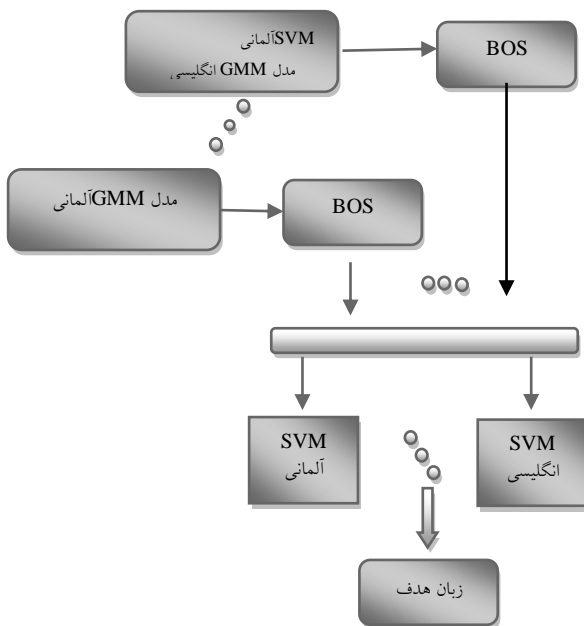 SVMآلمانی
مدل GMM انگلیسی
BOS
مدل GMMآلمانی
BOS
SVM
آلمانی
SVM
انگلیسی
زبان هدف